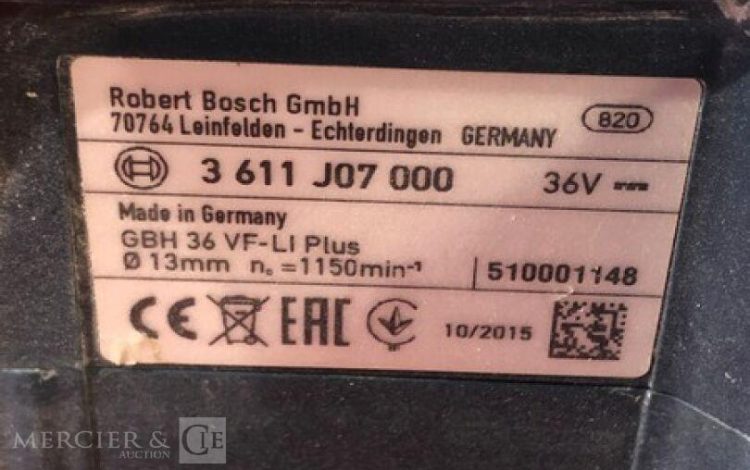 Robert Bosch GmbH
70764 Leinfelden - Echterdingen GERMANY
820
3 611 J07 000 36V
Made in Germany
GBH 36 VF-LI Plus
Ø 13mm n₀ =1150min⁻¹ 510001148
CE EAC 10/2015
MERCIER & CIE
AUCTION